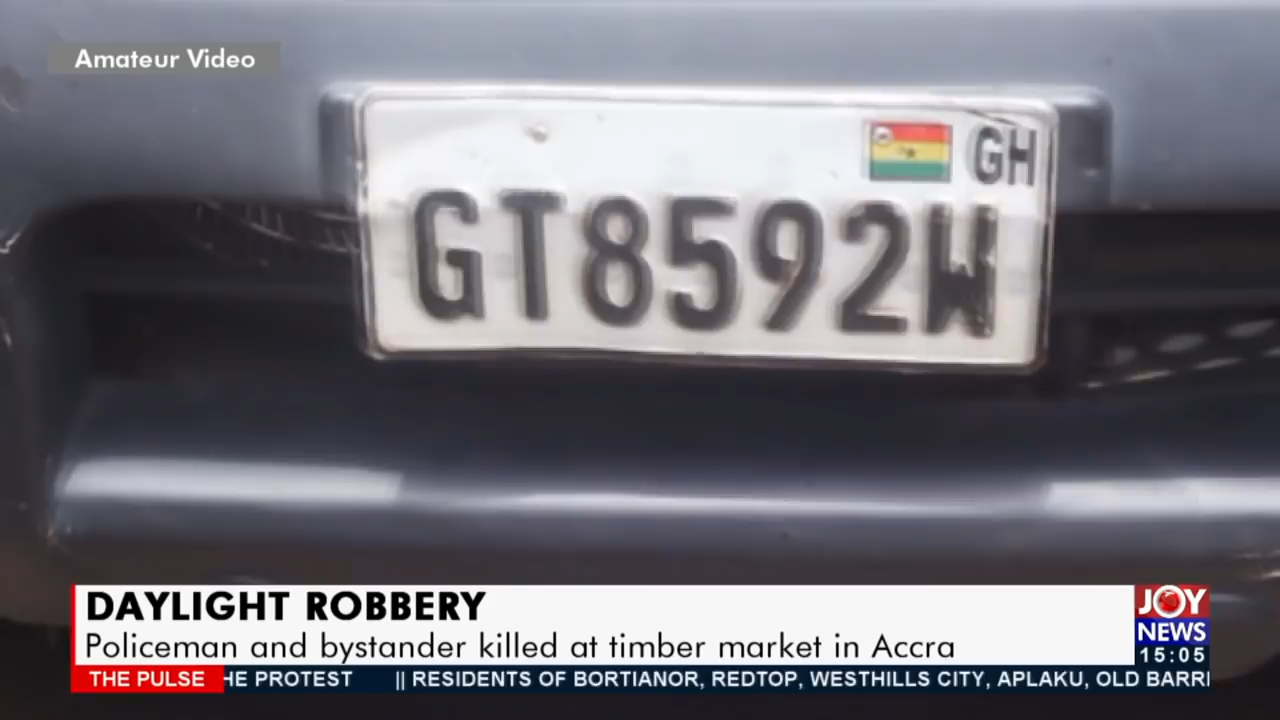 Amateur Video
GH
GT8592W
DAYLIGHT ROBBERY
Policeman and bystander killed at timber market in Accra
JOY
NEWS
15:05
THE PULSE
HE PROTEST || RESIDENTS OF BORTIANOR, REDTOP, WESTHILLS CITY, APLAKU, OLD BARRI